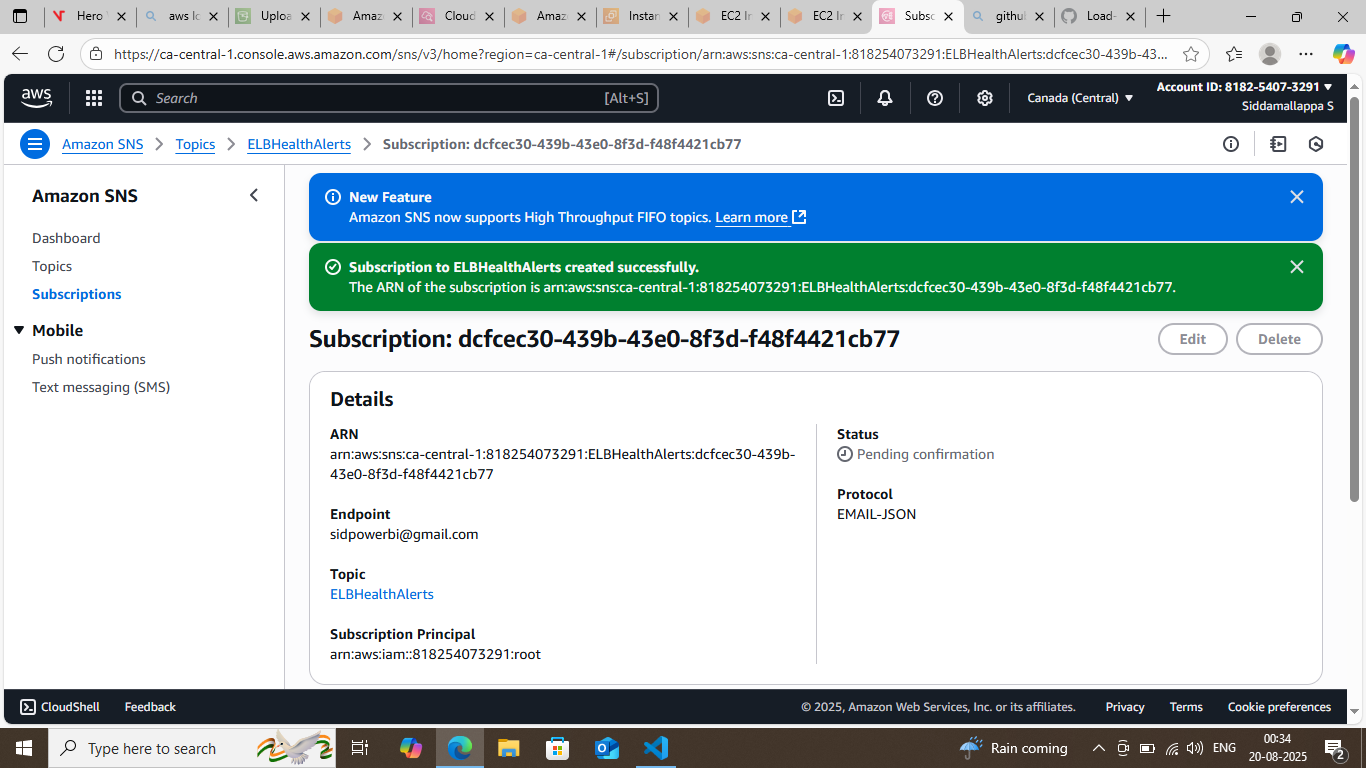 Hero
aws lc
Uploa
Amaz
Cloud
Amaz
Instan
EC2 In
EC2 In
Subsc
githul
Load-
https://ca-central-1.console.aws.amazon.com/sns/v3/home?region=ca-central-1#/subscription/arn:aws:sns:ca-central-1:818254073291:ELBHealthAlerts:dcfcec30-439b-43...
aws
Search
[Alt+S]
Canada (Central)
Account ID: 8182-5407-3291
Siddamallappa S
Amazon SNS
Topics
ELBHealthAlerts
Subscription: dcfcec30-439b-43e0-8f3d-f48f4421cb77
Amazon SNS
Dashboard
Topics
Subscriptions
Mobile
Push notifications
Text messaging (SMS)
New Feature
Amazon SNS now supports High Throughput FIFO topics. Learn more
Subscription to ELBHealthAlerts created successfully.
The ARN of the subscription is arn:aws:sns:ca-central-1:818254073291:ELBHealthAlerts:dcfcec30-439b-43e0-8f3d-f48f4421cb77.
Subscription: dcfcec30-439b-43e0-8f3d-f48f4421cb77
Edit
Delete
Details
ARN
arn:aws:sns:ca-central-1:818254073291:ELBHealthAlerts:dcfcec30-439b-
43e0-8f3d-f48f4421cb77
Endpoint
sidpowerbi@gmail.com
Topic
ELBHealthAlerts
Subscription Principal
arn:aws:iam::818254073291:root
Status
Pending confirmation
Protocol
EMAIL-JSON
CloudShell
Feedback
© 2025, Amazon Web Services, Inc. or its affiliates.
Privacy
Terms
Cookie preferences
Type here to search
Rain coming
ENG
00:34
20-08-2025
2